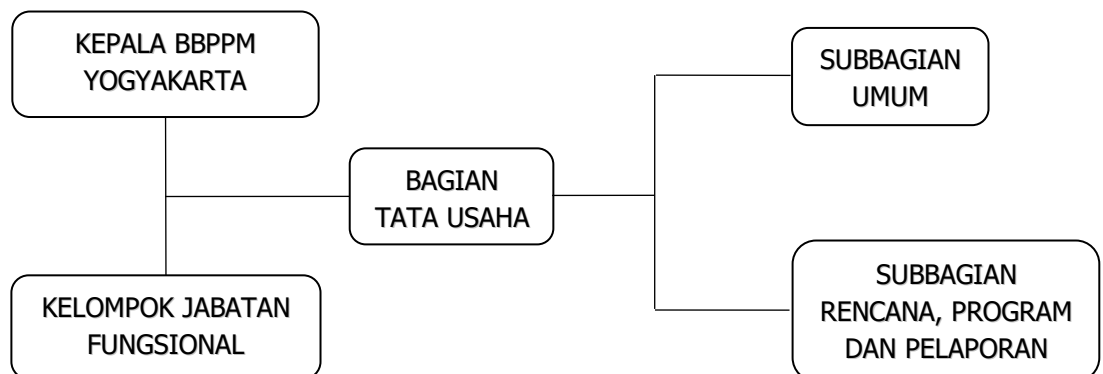 KEPALA BBPPM
YOGYAKARTA
SUBBAGIAN
UMUM
BAGIAN
TATA USAHA
KELOMPOK JABATAN
FUNGSIONAL
SUBBAGIAN
RENCANA, PROGRAM
DAN PELAPORAN